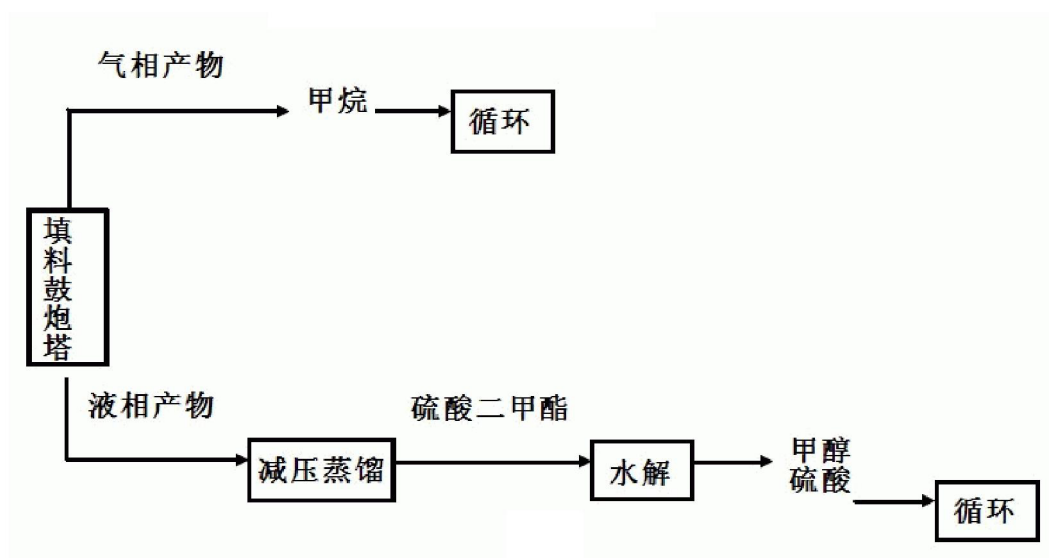 气相产物
甲烷
循环
填料鼓炮塔
液相产物
减压蒸馏
硫酸二甲酯
水解
甲醇
硫酸
循环